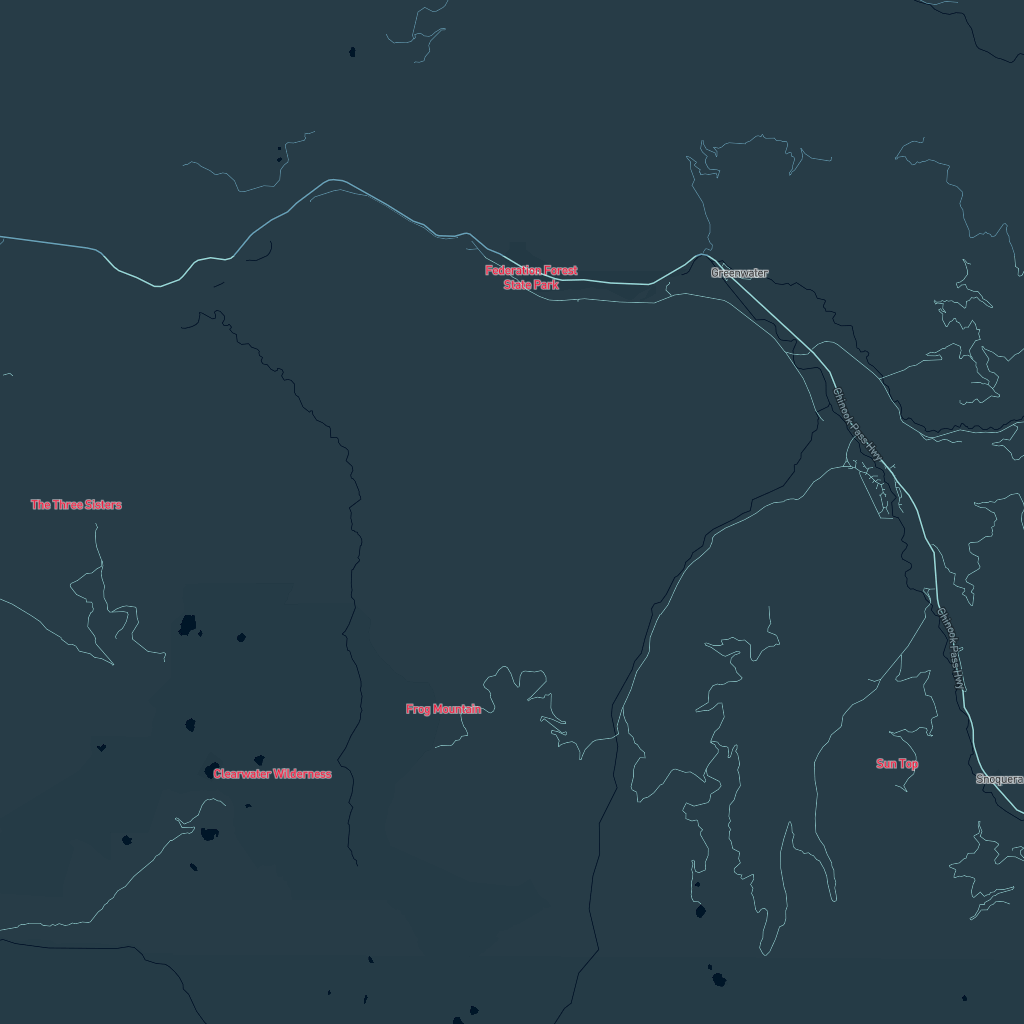 Federation Forest
State Park
Greenwater
Chinook Pass Hwy
The Three Sisters
Chinook Pass Hwy
Frog Mountain
Clearwater Wilderness
Sun Top
Snoquera